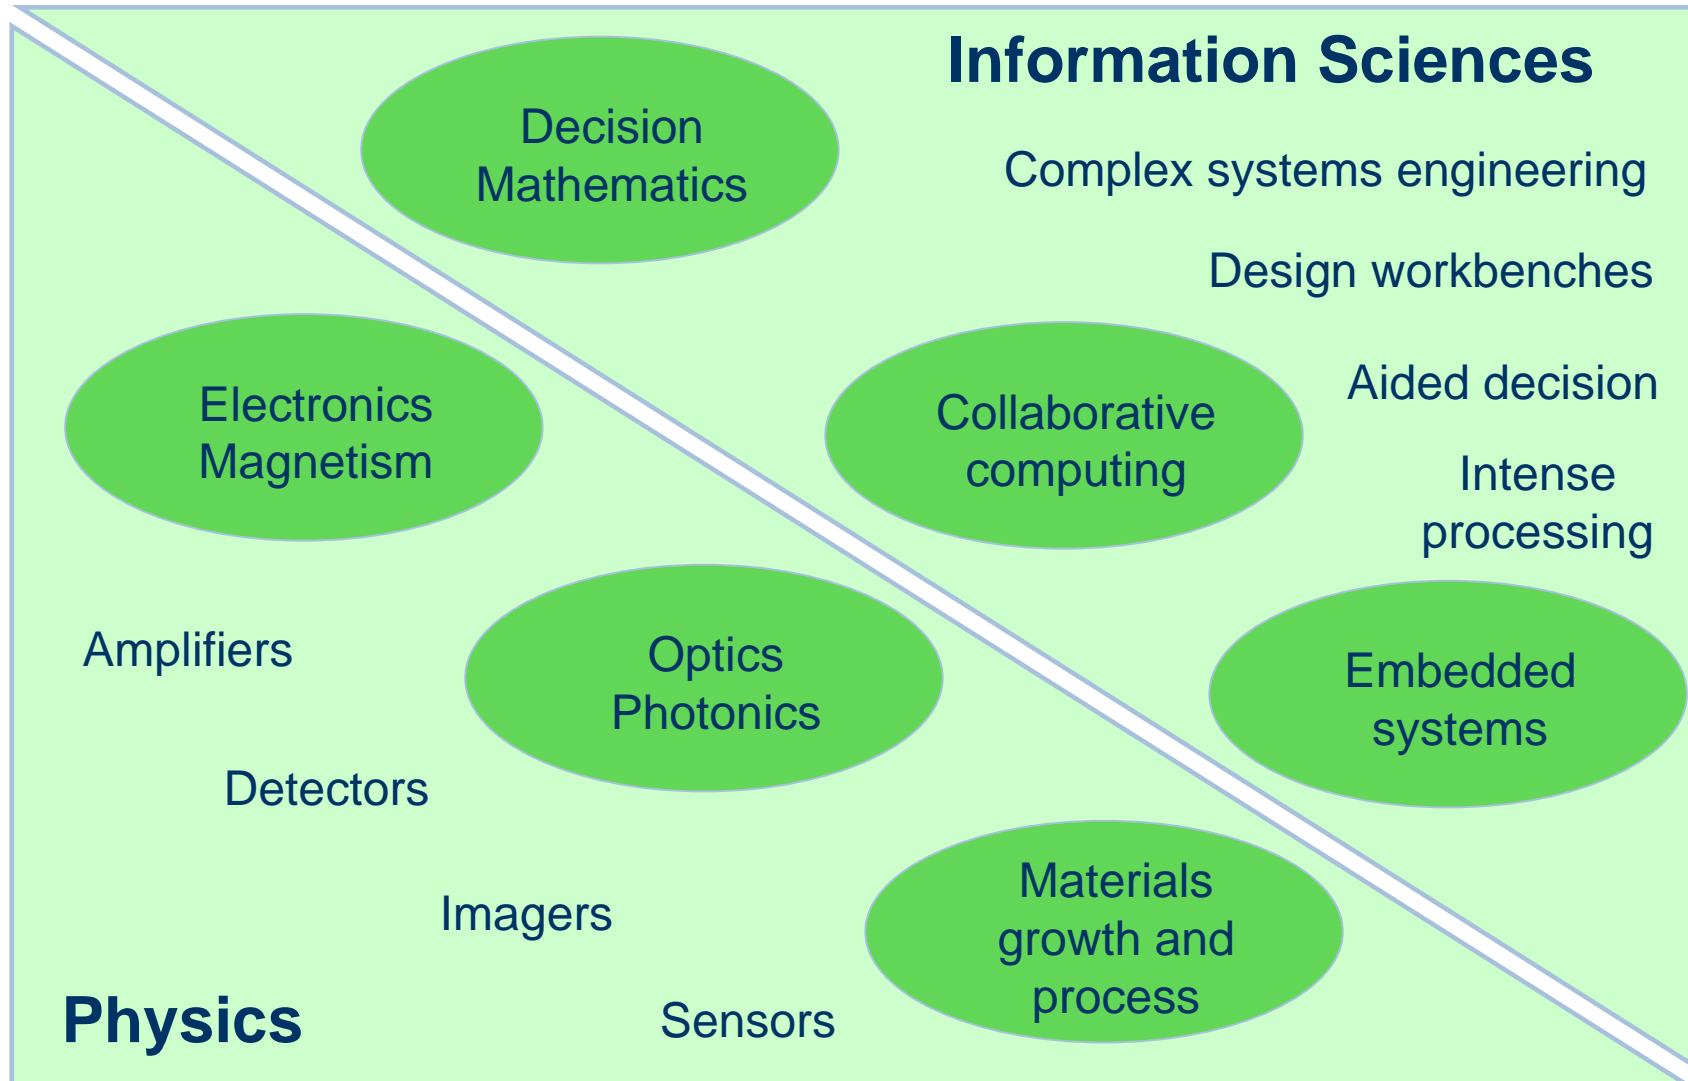 Information Sciences
Decision
Mathematics
Complex systems engineering
Design workbenches
Aided decision
Collaborative
computing
Intense
processing
Embedded
systems
Electronics
Magnetism
Optics
Photonics
Amplifiers
Detectors
Imagers
Materials
growth and
process
Sensors
Physics